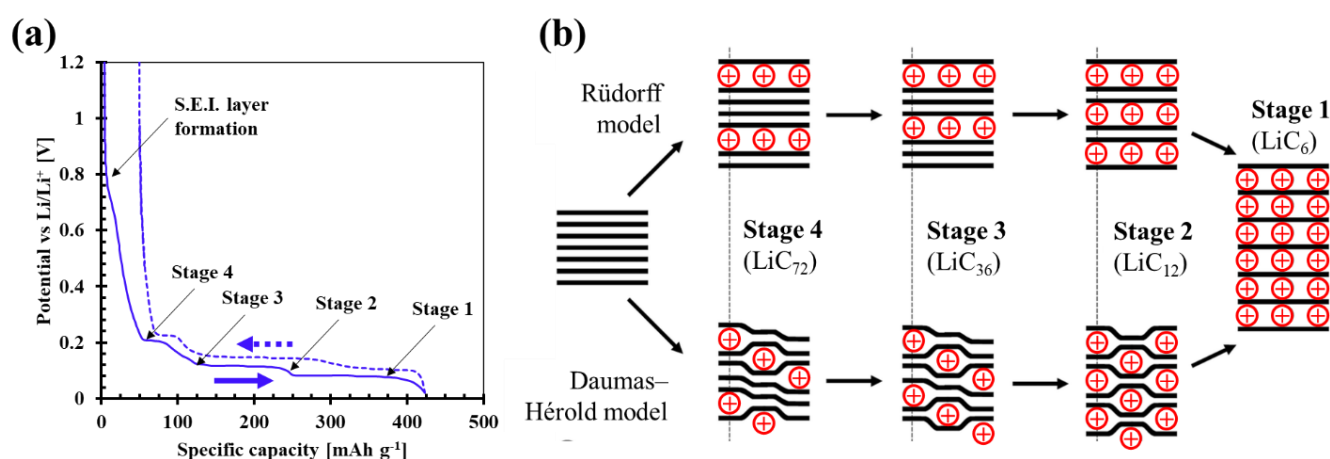 (a)
1.2
1
0.8
0.6
0.4
0.2
0
Potential vs Li/Li⁺ [V]
S.E.I. layer
formation
Stage 4
Stage 3
Stage 2
Stage 1
0
100
200
300
400
500
Specific capacity [mAh g⁻¹]
(b)
Rüdorff
model
Daumas–
Hérold model
Stage 4
(LiC₇₂)
Stage 3
(LiC₃₆)
Stage 2
(LiC₁₂)
Stage 1
(LiC₆)